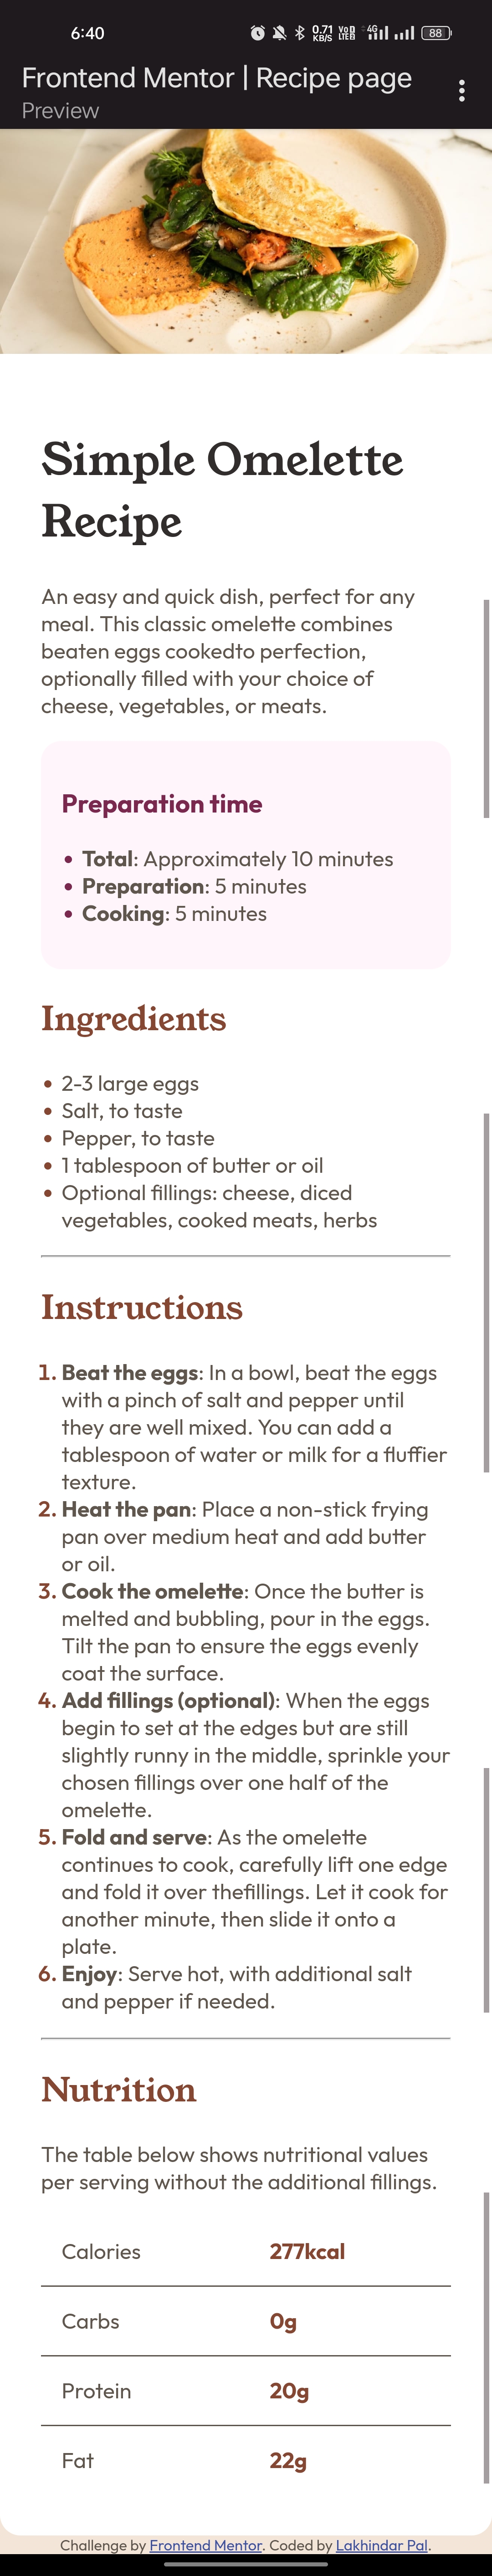 6:40
0.71 KB/S
Vo LTE2
4G
88
Frontend Mentor | Recipe page
Preview
Simple Omelette
Recipe
An easy and quick dish, perfect for any
meal. This classic omelette combines
beaten eggs cookedto perfection,
optionally filled with your choice of
cheese, vegetables, or meats.
Preparation time
• Total: Approximately 10 minutes
• Preparation: 5 minutes
• Cooking: 5 minutes
Ingredients
• 2-3 large eggs
• Salt, to taste
• Pepper, to taste
• 1 tablespoon of butter or oil
• Optional fillings: cheese, diced
vegetables, cooked meats, herbs
Instructions
1. Beat the eggs: In a bowl, beat the eggs
with a pinch of salt and pepper until
they are well mixed. You can add a
tablespoon of water or milk for a fluffier
texture.
2. Heat the pan: Place a non-stick frying
pan over medium heat and add butter
or oil.
3. Cook the omelette: Once the butter is
melted and bubbling, pour in the eggs.
Tilt the pan to ensure the eggs evenly
coat the surface.
4. Add fillings (optional): When the eggs
begin to set at the edges but are still
slightly runny in the middle, sprinkle your
chosen fillings over one half of the
omelette.
5. Fold and serve: As the omelette
continues to cook, carefully lift one edge
and fold it over thefillings. Let it cook for
another minute, then slide it onto a
plate.
6. Enjoy: Serve hot, with additional salt
and pepper if needed.
Nutrition
The table below shows nutritional values
per serving without the additional fillings.
Calories 277kcal
Carbs 0g
Protein 20g
Fat 22g
Challenge by Frontend Mentor. Coded by Lakhindar Pal.